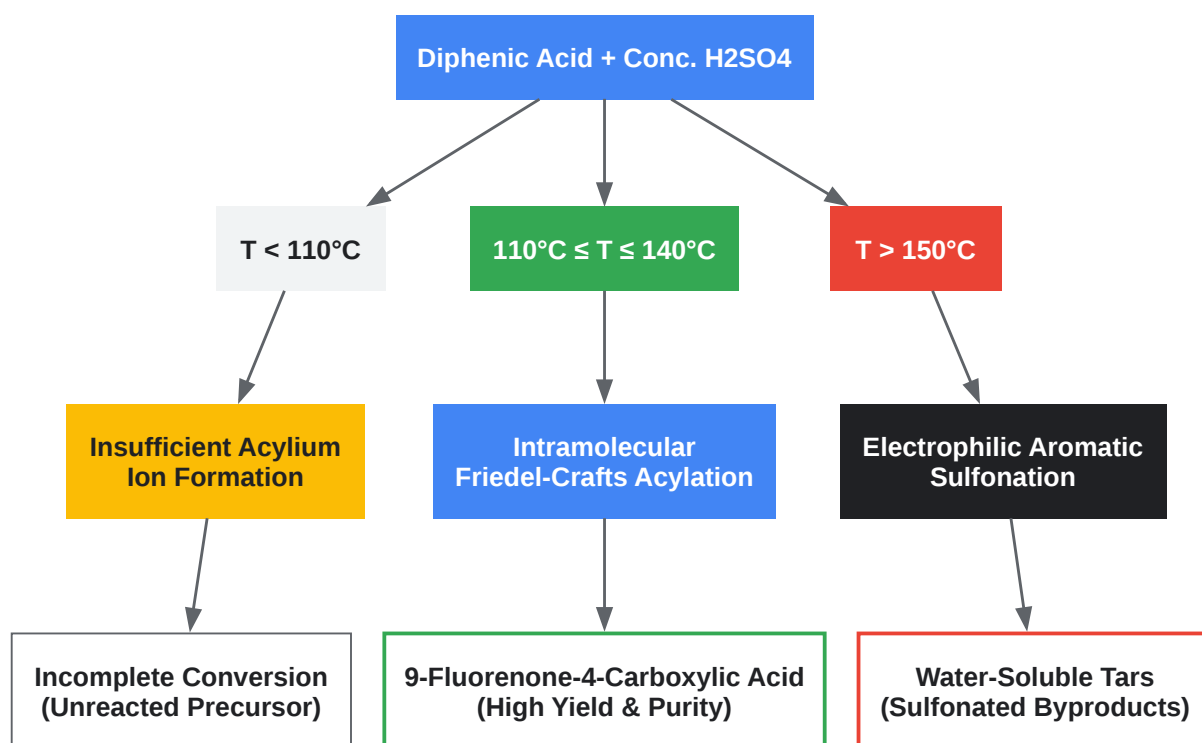 Diphenic Acid + Conc. H2SO4
T < 110°C
110°C ≤ T ≤ 140°C
T > 150°C
Insufficient Acylium
Ion Formation
Intramolecular
Friedel-Crafts Acylation
Electrophilic Aromatic
Sulfonation
Incomplete Conversion
(Unreacted Precursor)
9-Fluorenone-4-Carboxylic Acid
(High Yield & Purity)
Water-Soluble Tars
(Sulfonated Byproducts)